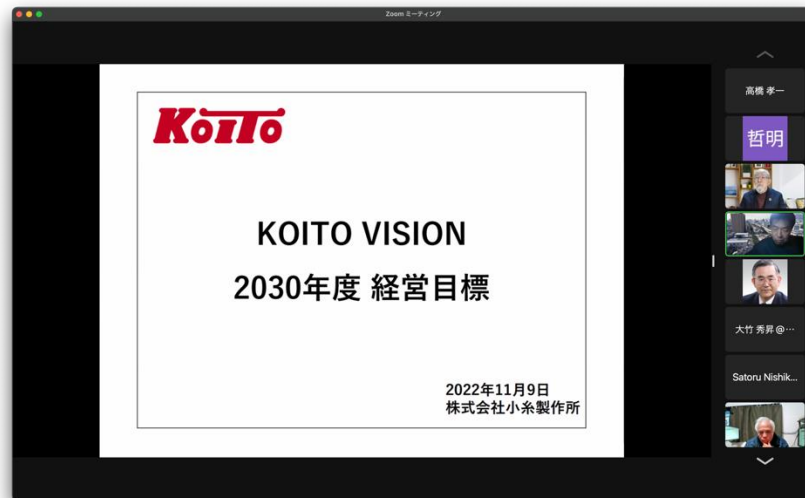 Zoom ミーティング
KOITO
KOITO VISION
2030年度 経営目標
2022年11月9日
株式会社小糸製作所
高橋 孝一
哲明
大竹 秀昇@…
Satoru Nishik...